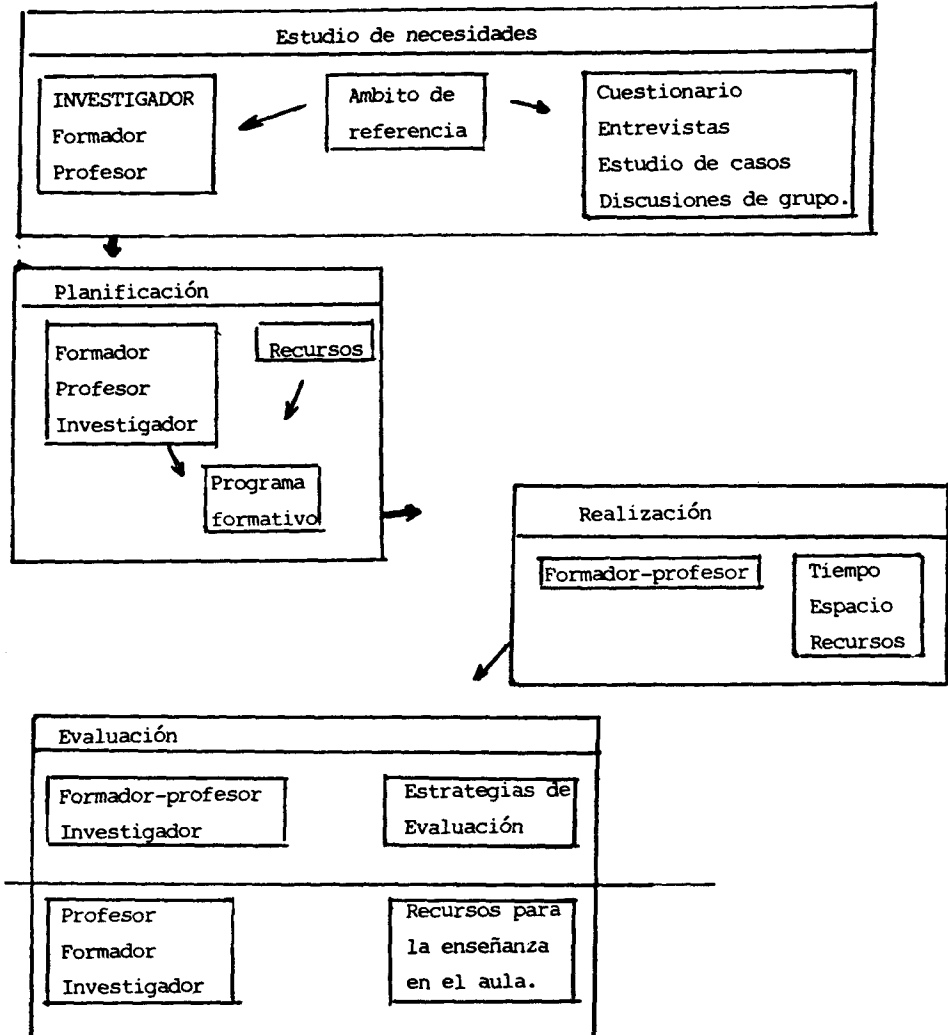 Estudio de necesidades
INVESTIGADOR
Formador
Profesor
Ambito de
referencia
Cuestionario
Entrevistas
Estudio de casos
Discusiones de grupo.
Planificación
Formador
Profesor
Investigador
Recursos
Programa
formativo
Realización
Formador-profesor
Tiempo
Espacio
Recursos
Evaluación
Formador-profesor
Investigador
Estrategias de
Evaluación
Profesor
Formador
Investigador
Recursos para
la enseñanza
en el aula.